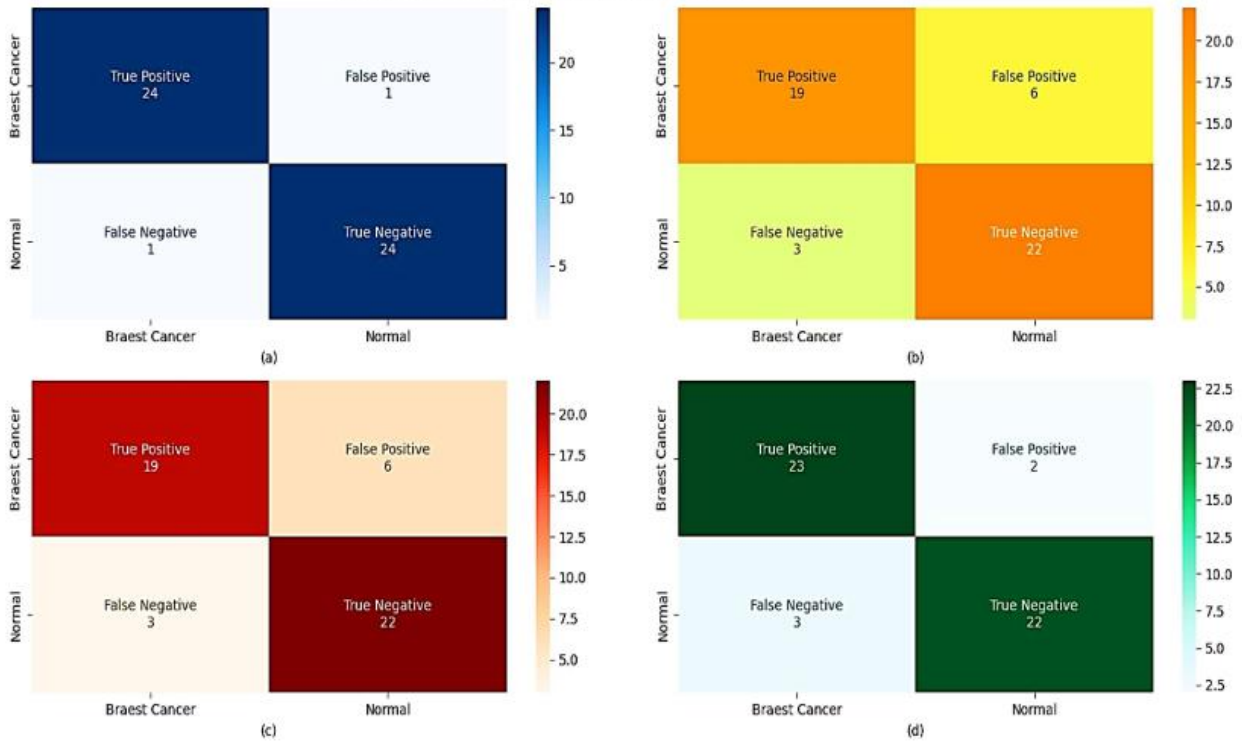 Braest Cancer
True Positive
24
False Positive
1
Normal
False Negative
1
True Negative
24
Braest Cancer
Normal
(a)
20
15
10
5
Braest Cancer
True Positive
19
False Positive
6
Normal
False Negative
3
True Negative
22
Braest Cancer
Normal
(b)
20.0
17.5
15.0
12.5
10.0
7.5
5.0
Braest Cancer
True Positive
19
False Positive
6
Normal
False Negative
3
True Negative
22
Braest Cancer
Normal
(c)
20.0
17.5
15.0
12.5
10.0
7.5
5.0
Braest Cancer
True Positive
23
False Positive
2
Normal
False Negative
3
True Negative
22
Braest Cancer
Normal
(d)
22.5
20.0
17.5
15.0
12.5
10.0
7.5
5.0
2.5